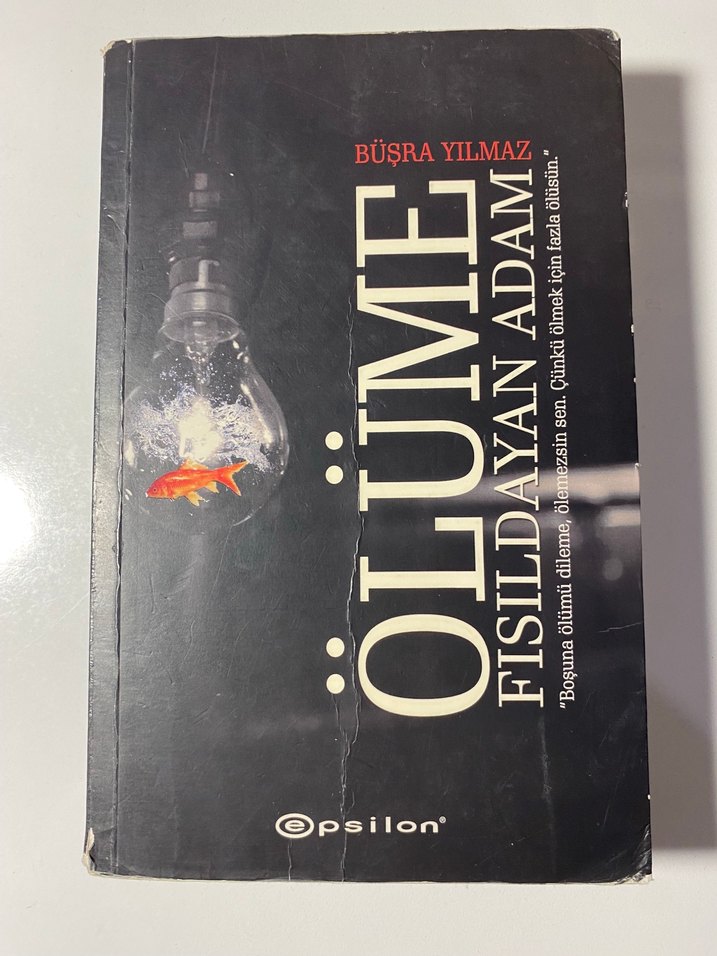 BÜŞRA YILMAZ
ÖLÜME
FISILDAYAN ADAM
"Boşuna ölümü dileme, ölemezsin sen. Çünkü ölmek için fazla ölüsün."
epsilon®